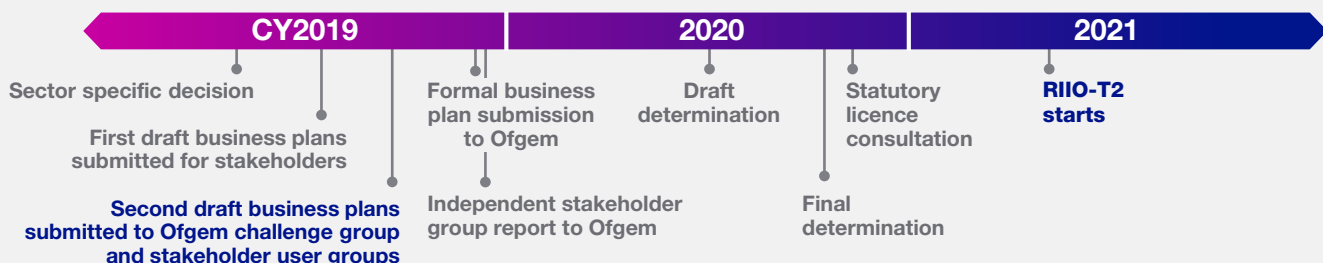 CY2019
2020
2021
Sector specific decision
First draft business plans
submitted for stakeholders
Second draft business plans
submitted to Ofgem challenge group
and stakeholder user groups
Formal business
plan submission
to Ofgem
Independent stakeholder
group report to Ofgem
Draft
determination
Final
determination
Statutory
licence
consultation
RIIO-T2
starts